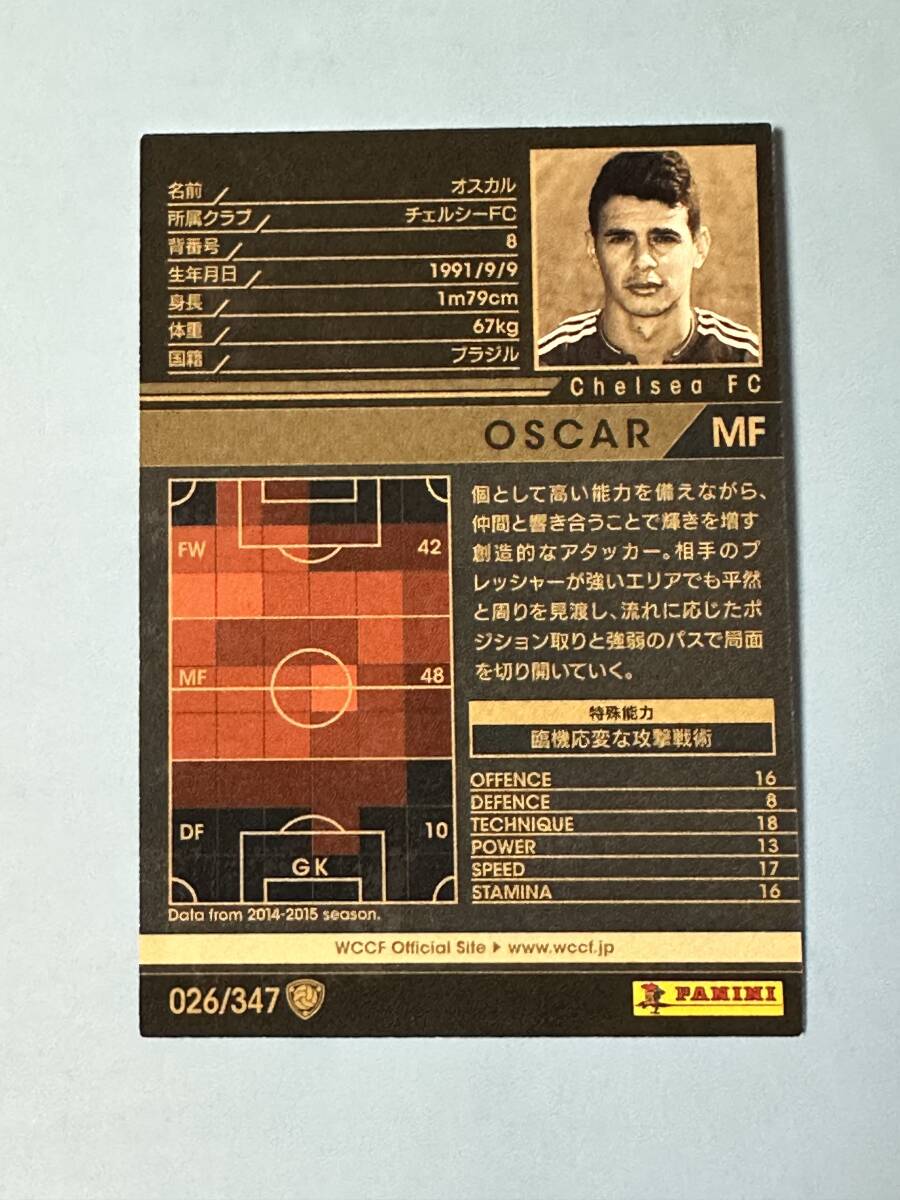 名前 オスカル
所属クラブ チェルシーFC
背番号 8
生年月日 1991/9/9
身長 1m79cm
体重 67kg
国籍 ブラジル
Chelsea FC
OSCAR MF
FW 42
MF 48
DF 10
GK
Data from 2014-2015 season.
個として高い能力を備えながら、
仲間と響き合うことで輝きを増す
創造的なアタッカー。相手のプ
レッシャーが強いエリアでも平然
と周りを見渡し、流れに応じたポ
ジション取りと強弱のパスで局面
を切り開いていく。
特殊能力
臨機応変な攻撃戦術
OFFENCE 16
DEFENCE 8
TECHNIQUE 18
POWER 13
SPEED 17
STAMINA 16
WCCF Official Site ▶ www.wccf.jp
026/347
PANINI